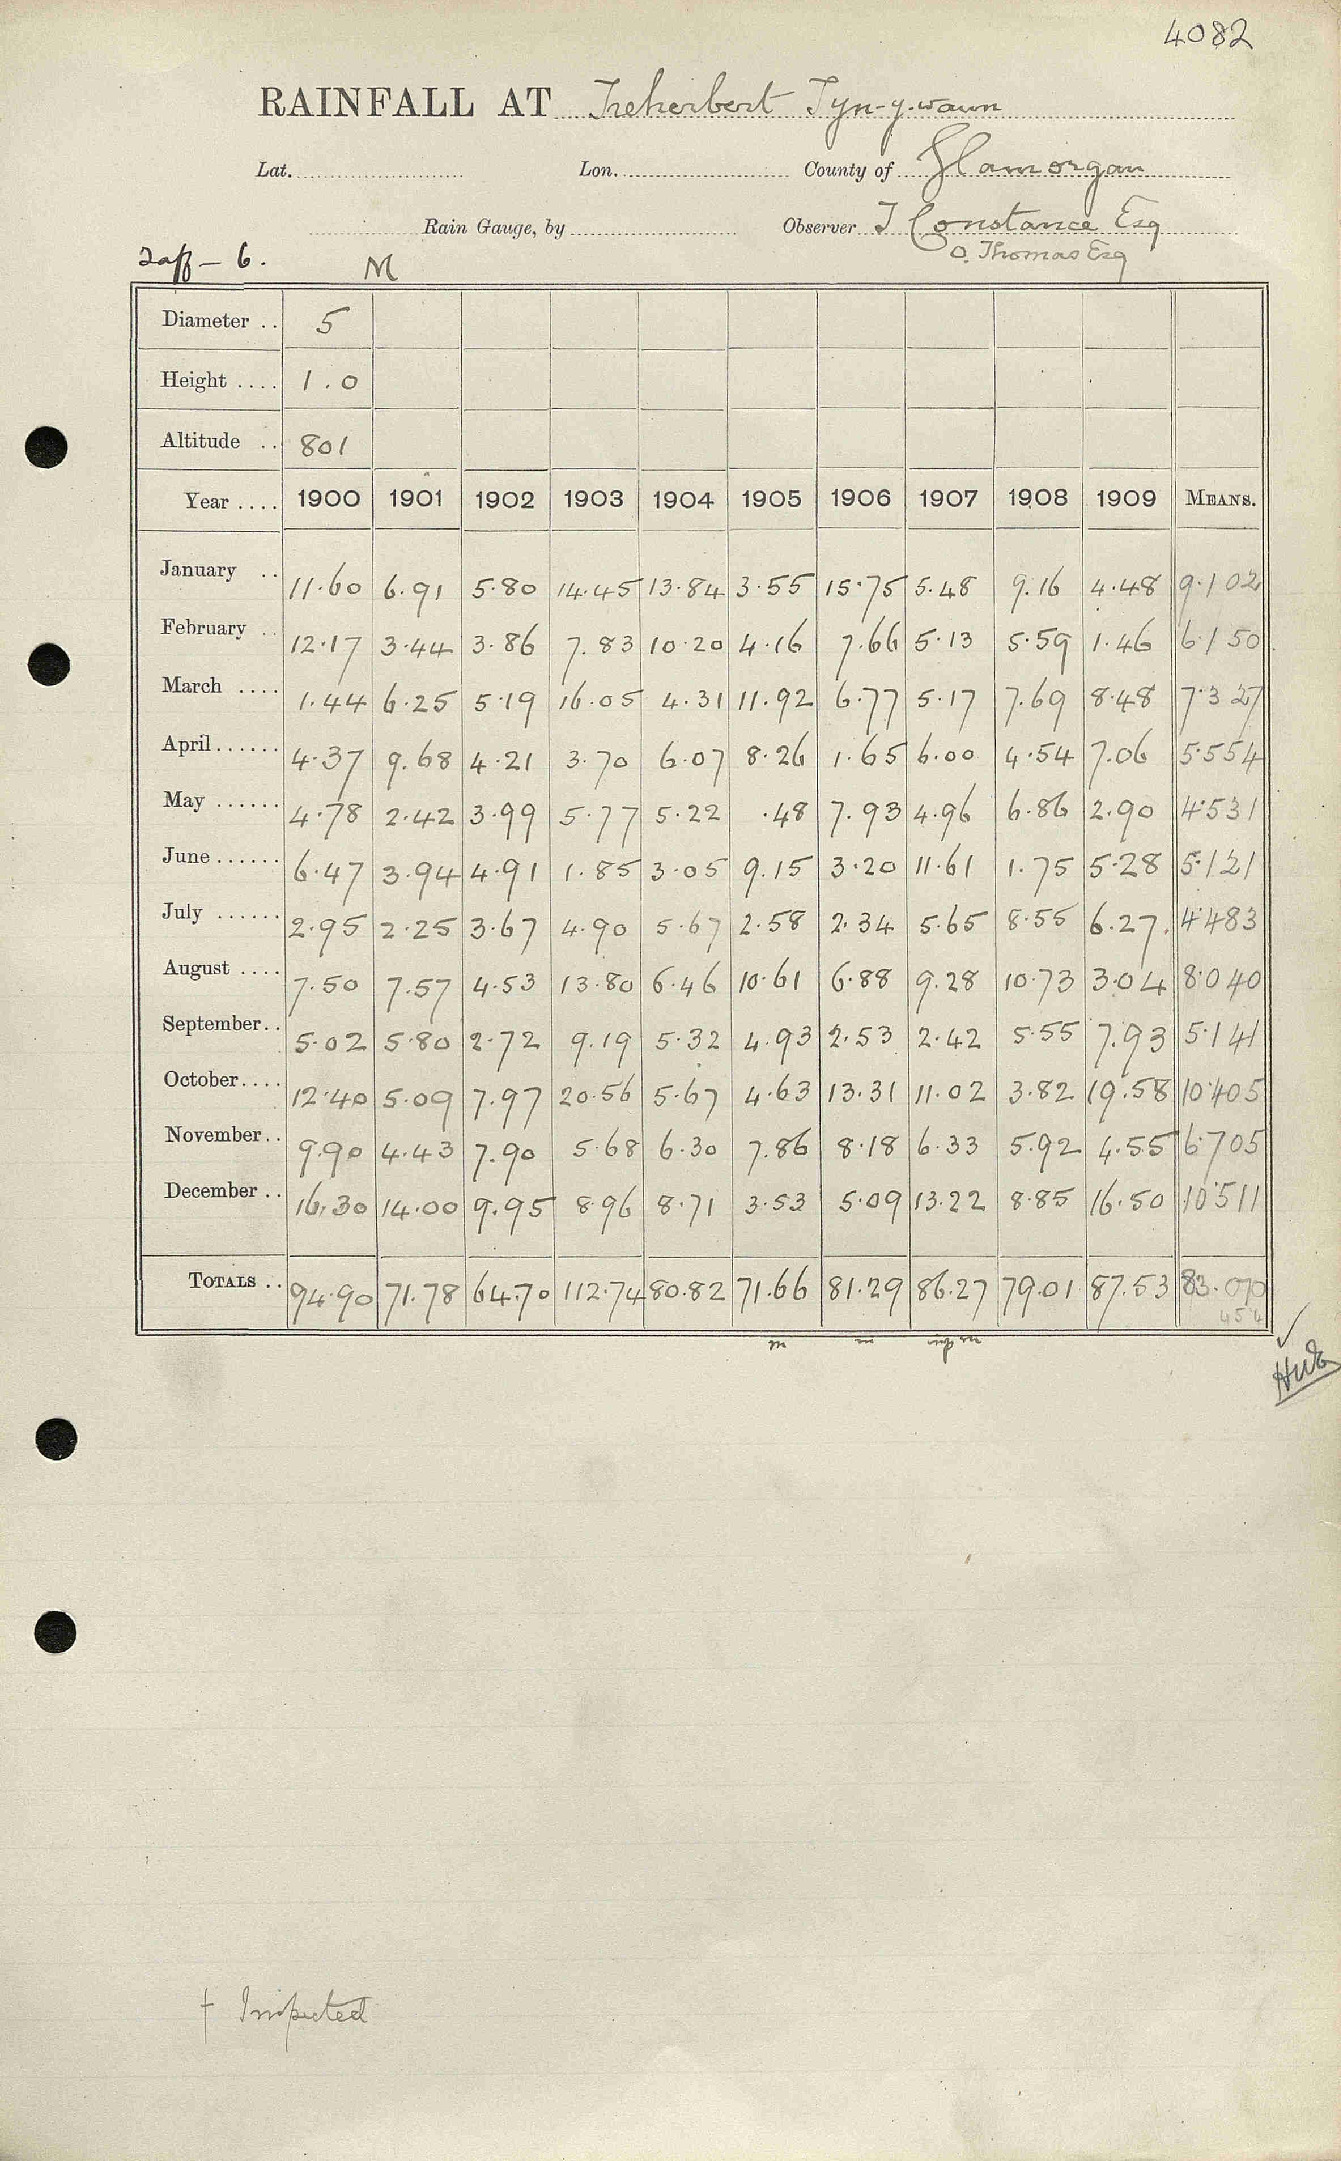 4082
RAINFALL AT Treherbert Tyn-y-waun
Lat. Lon. County of Glamorgan
Rain Gauge, by Observer J Constance Esq
Taff - 6. M O. Thomas Esq
Diameter .. 5
Height .... 1.0
Altitude .. 801
Year .... 1900 1901 1902 1903 1904 1905 1906 1907 1908 1909 MEANS.
January .. 11.60 6.91 5.80 14.45 13.84 3.55 15.75 5.48 9.16 4.48 9.102
February .. 12.17 3.44 3.86 7.83 10.20 4.16 7.66 5.13 5.59 1.46 6.150
March .... 1.44 6.25 5.19 16.05 4.31 11.92 6.77 5.17 7.69 8.48 7.327
April ...... 4.37 9.68 4.21 3.70 6.07 8.26 1.65 6.00 4.54 7.06 5.554
May ...... 4.78 2.42 3.99 5.77 5.22 .48 7.93 4.96 6.86 2.90 4.531
June ...... 6.47 3.94 4.91 1.85 3.05 9.15 3.20 11.61 1.75 5.28 5.121
July ...... 2.95 2.25 3.67 4.90 5.67 2.58 2.34 5.65 8.55 6.27 4.483
August .... 7.50 7.57 4.53 13.80 6.46 10.61 6.88 9.28 10.73 3.04 8.040
September .. 5.02 5.80 2.72 9.19 5.32 4.93 2.53 2.42 5.55 7.93 5.141
October .... 12.40 5.09 7.97 20.56 5.67 4.63 13.31 11.02 3.82 19.58 10.405
November .. 9.90 4.43 7.90 5.68 6.30 7.86 8.18 6.33 5.92 4.55 6.705
December .. 16.30 14.00 9.95 8.96 8.71 3.53 5.09 13.22 8.85 16.50 10.511
TOTALS .. 94.90 71.78 64.70 112.74 80.82 71.66 81.29 86.27 79.01 87.53 83.070
m m m
† Inspected